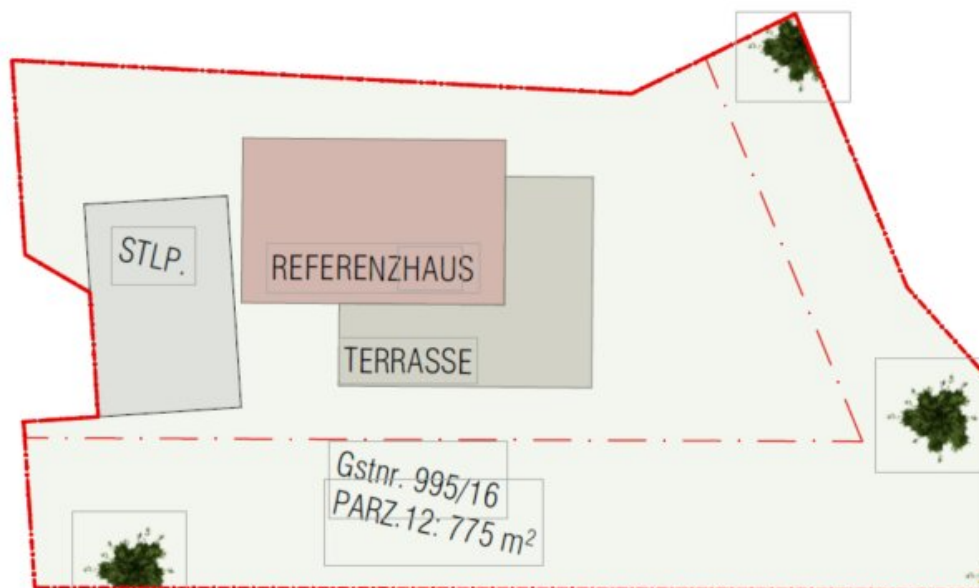 STLP.
REFERENZHAUS
TERRASSE
Gstnr. 995/16
PARZ.12: 775 m²